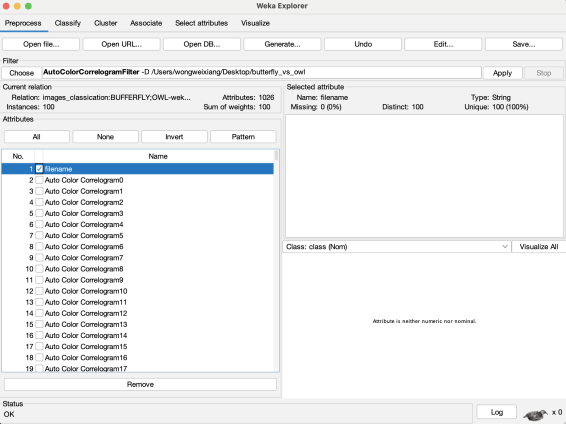 Weka Explorer
Preprocess Classify Cluster Associate Select attributes Visualize
Open file... Open URL... Open DB... Generate... Undo Edit... Save...
Filter
Choose AutoColorCorrelogramFilter -D /Users/wongweixiang/Desktop/butterfly_vs_owl Apply Stop
Current relation
Relation: images_classication:BUFFERFLY;OWL-wek... Attributes: 1026
Instances: 100 Sum of weights: 100
Selected attribute
Name: filename Type: String
Missing: 0 (0%) Distinct: 100 Unique: 100 (100%)
Attributes
All None Invert Pattern
No. Name
1 filename
2 Auto Color Correlogram0
3 Auto Color Correlogram1
4 Auto Color Correlogram2
5 Auto Color Correlogram3
6 Auto Color Correlogram4
7 Auto Color Correlogram5
8 Auto Color Correlogram6
9 Auto Color Correlogram7
10 Auto Color Correlogram8
11 Auto Color Correlogram9
12 Auto Color Correlogram10
13 Auto Color Correlogram11
14 Auto Color Correlogram12
15 Auto Color Correlogram13
16 Auto Color Correlogram14
17 Auto Color Correlogram15
18 Auto Color Correlogram16
19 Auto Color Correlogram17
Remove
Class: class (Nom) Visualize All
Attribute is neither numeric nor nominal.
Status
OK
Log x 0